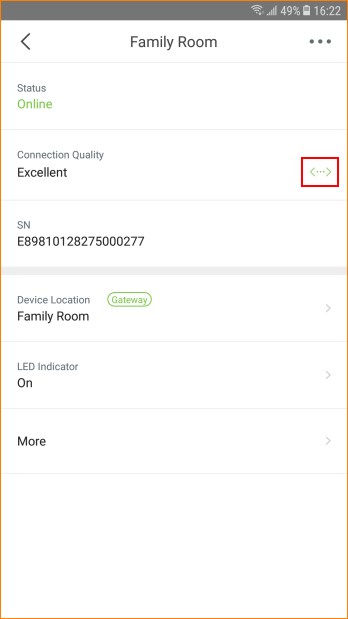 49% 16:22
Family Room
Status
Online
Connection Quality
Excellent
SN
E89810128275000277
Device Location Gateway
Family Room
LED Indicator
On
More